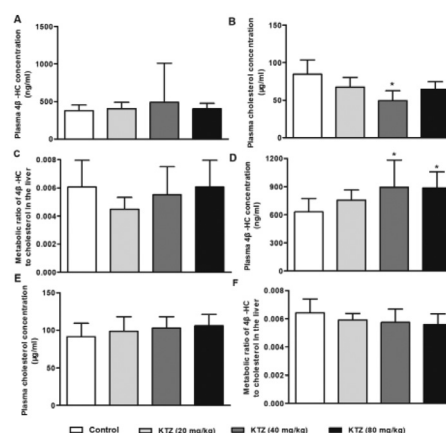 A
Plasma 4β -HC concentration
(ng/ml)
1500
1000
500
0
B
Plasma cholesterol concentration
(μg/ml)
150
100
50
0
*
C
Metabolic ratio of 4β -HC
to cholesterol in the liver
0.008
0.006
0.004
0.002
0.000
D
Plasma 4β -HC concentration
(ng/ml)
1200
900
600
300
0
*
*
E
Plasma cholesterol concentration
(μg/ml)
150
100
50
0
F
Metabolic ratio of 4β -HC
to cholesterol in the liver
0.008
0.006
0.004
0.002
0.000
Control KTZ (20 mg/kg) KTZ (40 mg/kg) KTZ (80 mg/kg)